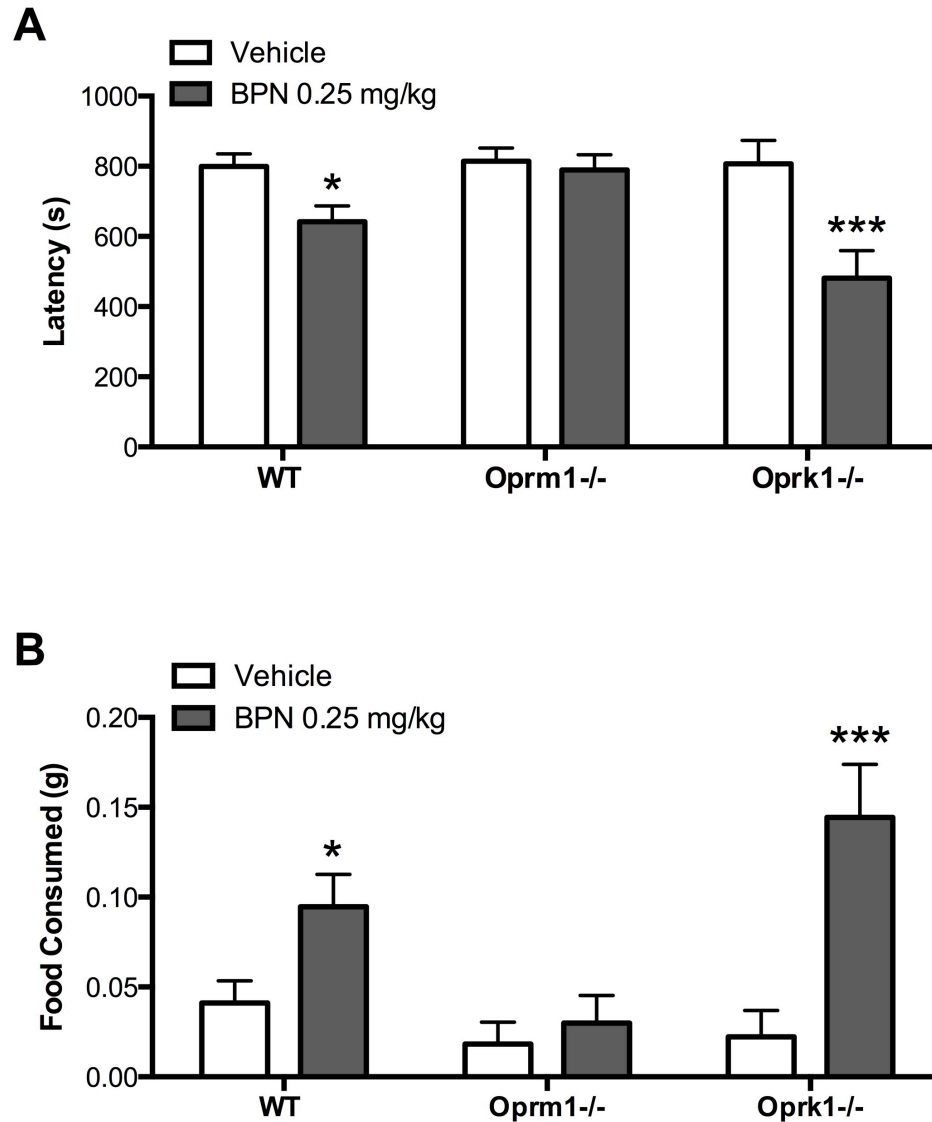 A
Vehicle
BPN 0.25 mg/kg
1000
800
600
400
200
0
Latency (s)
*
***
WT Oprm1-/- Oprk1-/-
B
Vehicle
BPN 0.25 mg/kg
0.20
0.15
0.10
0.05
0.00
Food Consumed (g)
*
***
WT Oprm1-/- Oprk1-/-